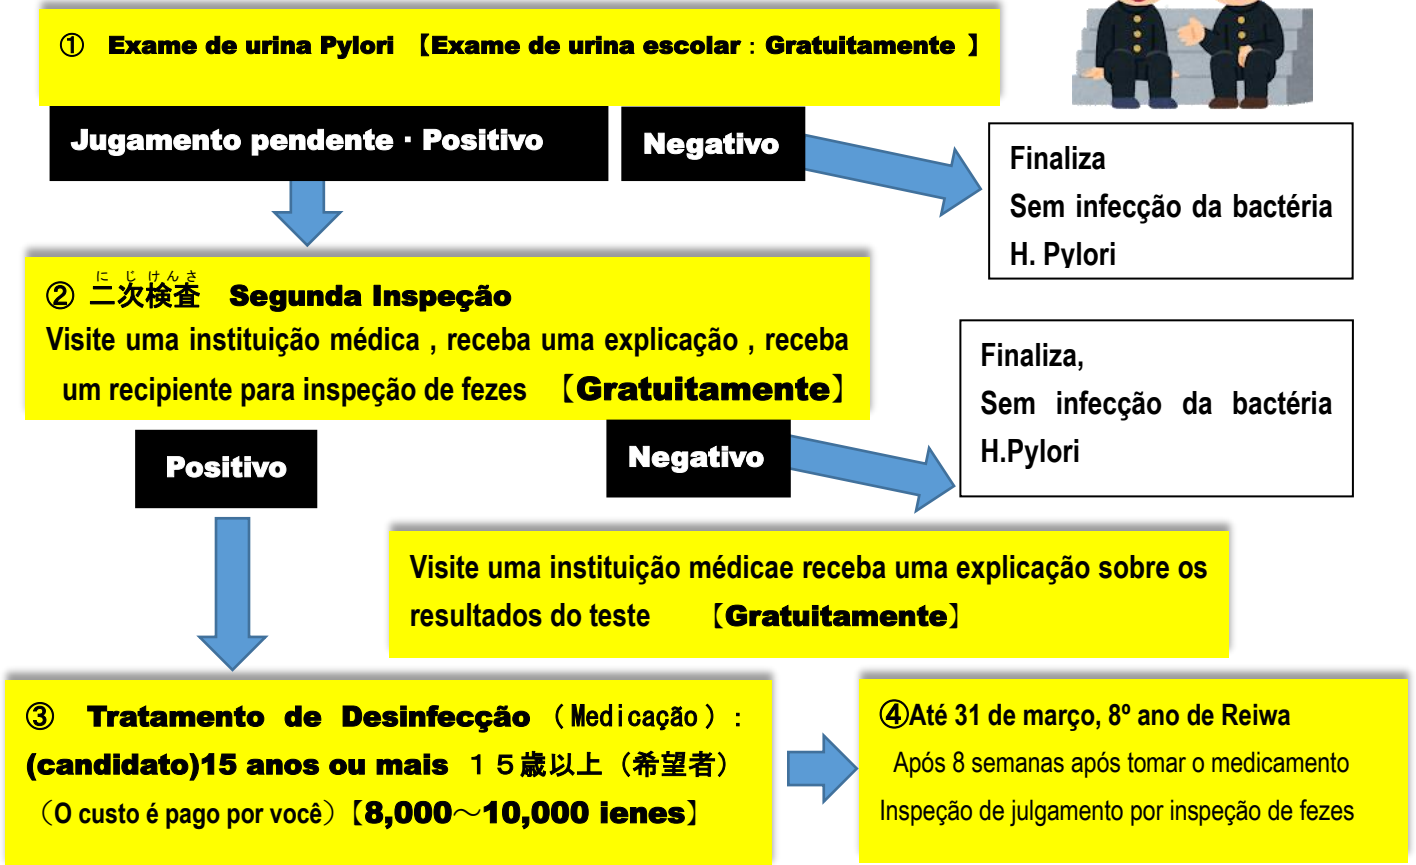 ① Exame de urina Pylori 【Exame de urina escolar : Gratuitamente 】
Jugamento pendente・Positivo
Negativo
Finaliza
Sem infecção da bactéria
H. Pylori
にじけんさ
② 二次検査 Segunda Inspeção
Visite uma instituição médica , receba uma explicação , receba
um recipiente para inspeção de fezes 【Gratuitamente】
Positivo
Negativo
Finaliza,
Sem infecção da bactéria
H.Pylori
Visite uma instituição médicae receba uma explicação sobre os
resultados do teste 【Gratuitamente】
③ Tratamento de Desinfecção（Medicação）:
(candidato)15 anos ou mais １５歳以上（希望者）
（O custo é pago por você）【8,000～10,000 ienes】
④Até 31 de março, 8º ano de Reiwa
Após 8 semanas após tomar o medicamento
Inspeção de julgamento por inspeção de fezes